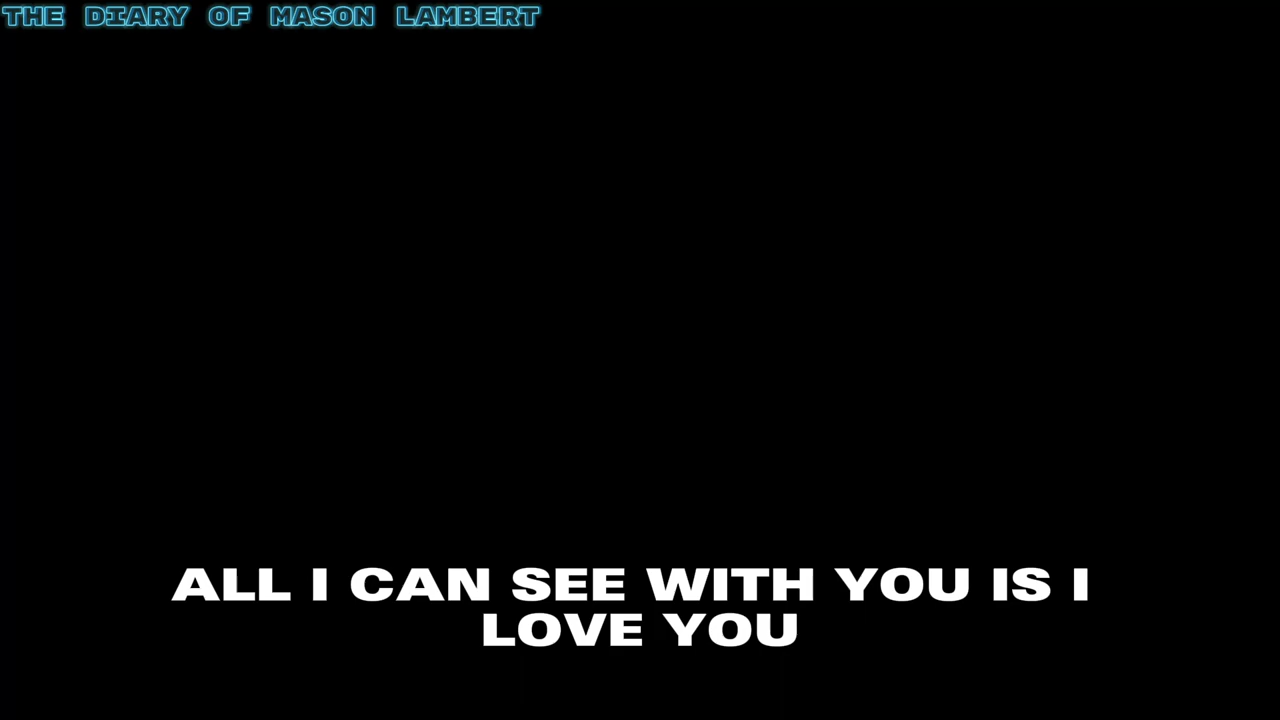 THE DIARY OF MASON LAMBERT
ALL I CAN SEE WITH YOU IS I
LOVE YOU